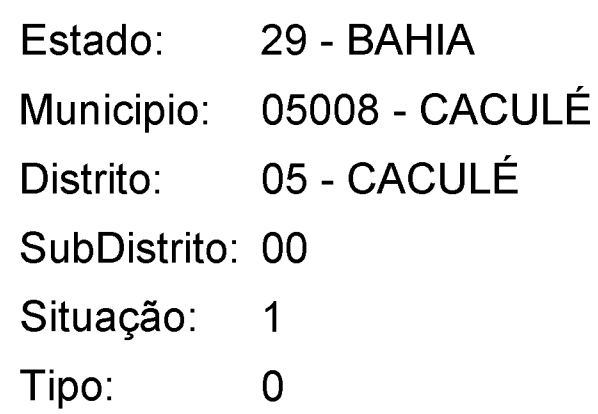 Estado: 29 - BAHIA
Municipio: 05008 - CACULÉ
Distrito: 05 - CACULÉ
SubDistrito: 00
Situação: 1
Tipo: 0